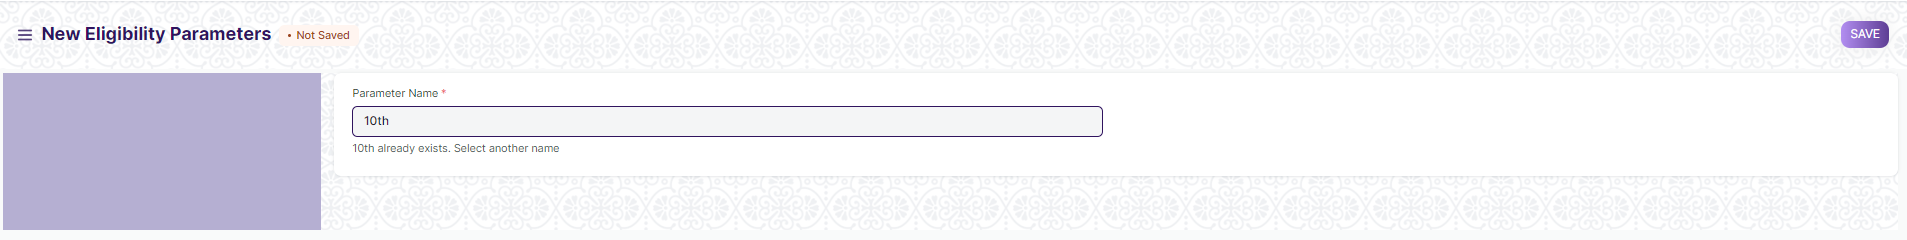 New Eligibility Parameters • Not Saved SAVE
Parameter Name *
10th
10th already exists. Select another name